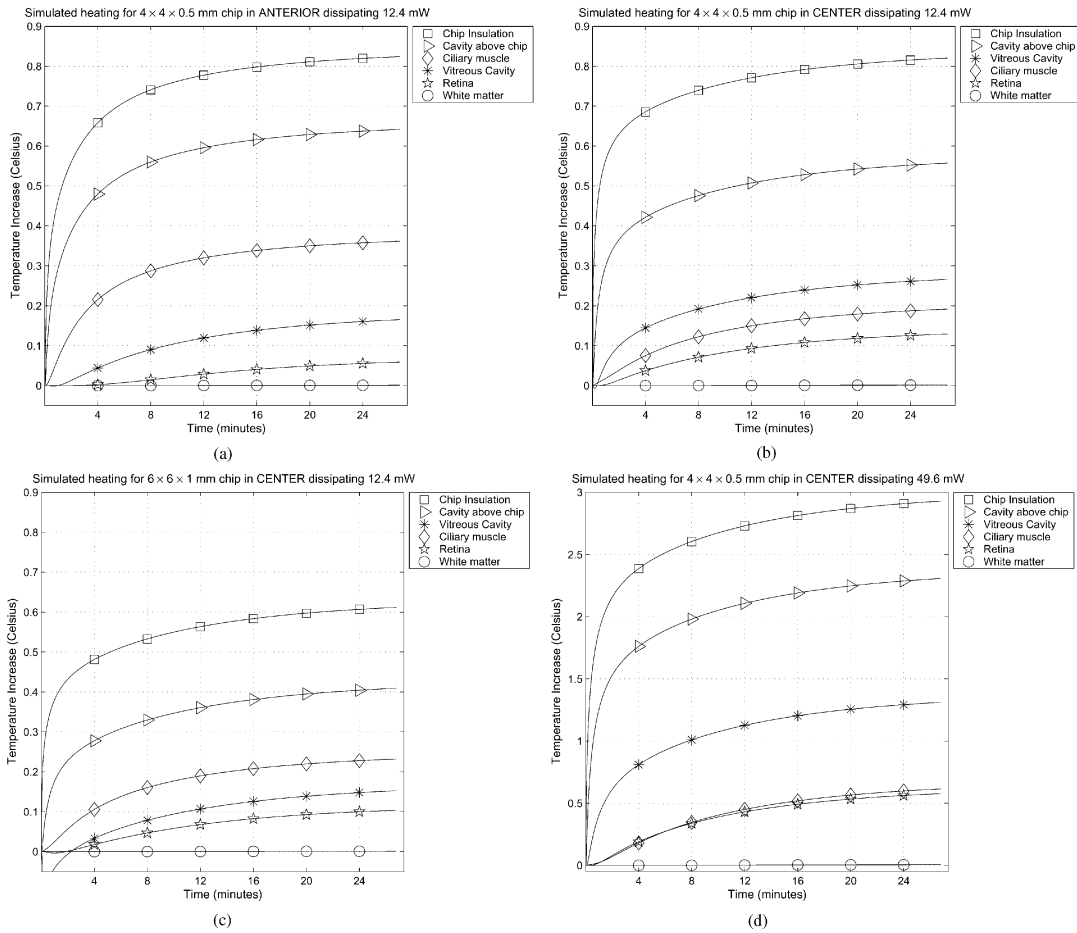 Simulated heating for 4 × 4 × 0.5 mm chip in ANTERIOR dissipating 12.4 mW
0.9
0.8
0.7
0.6
0.5
0.4
0.3
0.2
0.1
0
Temperature Increase (Celsius)
4 8 12 16 20 24
Time (minutes)
Chip Insulation
Cavity above chip
Ciliary muscle
Vitreous Cavity
Retina
White matter
(a)
Simulated heating for 4 × 4 × 0.5 mm chip in CENTER dissipating 12.4 mW
0.9
0.8
0.7
0.6
0.5
0.4
0.3
0.2
0.1
0
Temperature Increase (Celsius)
4 8 12 16 20 24
Time (minutes)
Chip Insulation
Cavity above chip
Vitreous Cavity
Ciliary muscle
Retina
White matter
(b)
Simulated heating for 6 × 6 × 1 mm chip in CENTER dissipating 12.4 mW
0.9
0.8
0.7
0.6
0.5
0.4
0.3
0.2
0.1
0
Temperature Increase (Celsius)
4 8 12 16 20 24
Time (minutes)
Chip Insulation
Cavity above chip
Vitreous Cavity
Ciliary muscle
Retina
White matter
(c)
Simulated heating for 4 × 4 × 0.5 mm chip in CENTER dissipating 49.6 mW
3
2.5
2
1.5
1
0.5
0
Temperature Increase (Celsius)
4 8 12 16 20 24
Time (minutes)
Chip Insulation
Cavity above chip
Vitreous Cavity
Ciliary muscle
Retina
White matter
(d)